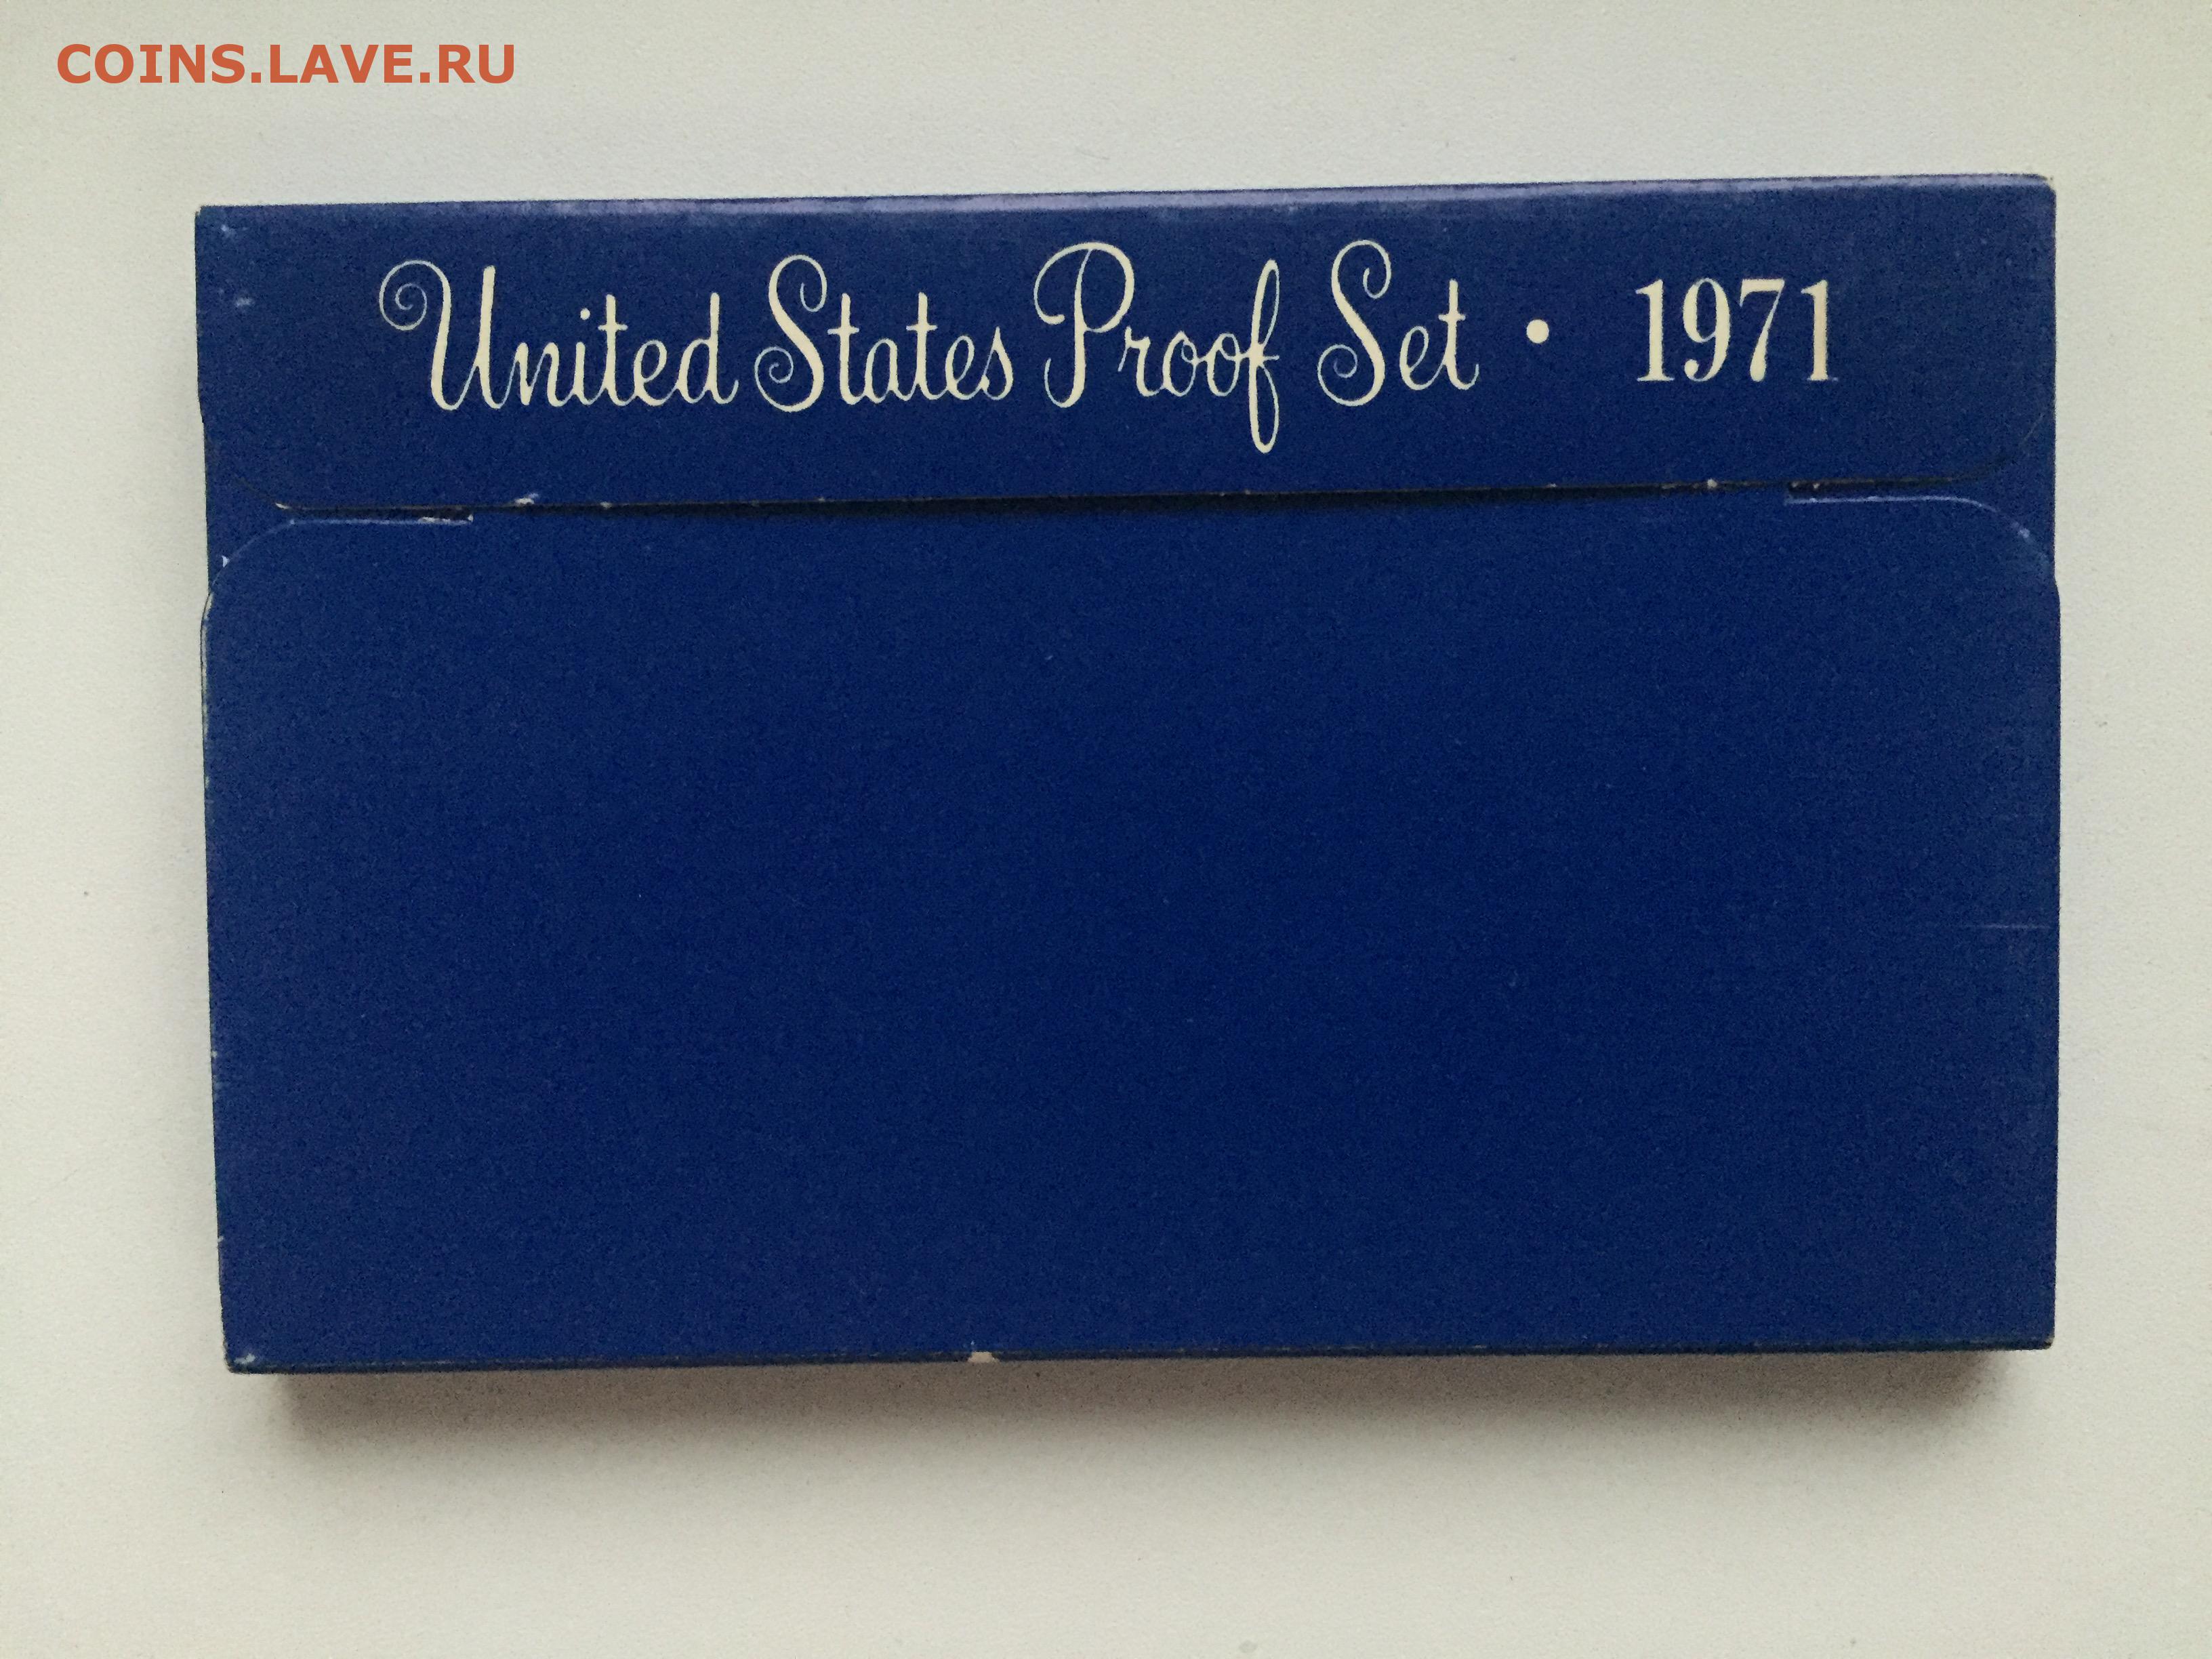 COINS.LAVE.RU
United States Proof Set • 1971